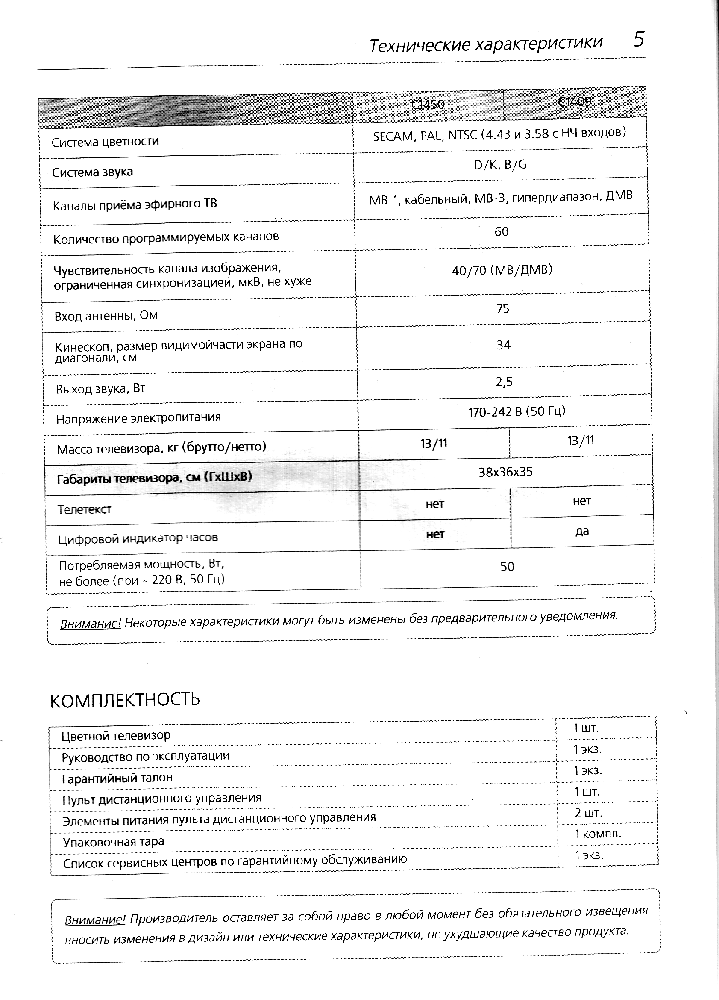 Технические характеристики 5
С1450 С1409
Система цветности SECAM, PAL, NTSC (4.43 и 3.58 с НЧ входов)
Система звука D/K, B/G
Каналы приёма эфирного ТВ МВ-1, кабельный, МВ-3, гипердиапазон, ДМВ
Количество программируемых каналов 60
Чувствительность канала изображения,
ограниченная синхронизацией, мкВ, не хуже 40/70 (МВ/ДМВ)
Вход антенны, Ом 75
Кинескоп, размер видимойчасти экрана по
диагонали, см 34
Выход звука, Вт 2,5
Напряжение электропитания 170-242 В (50 Гц)
Масса телевизора, кг (брутто/нетто) 13/11 13/11
Габариты телевизора, см (ГхШхВ) 38х36х35
Телетекст нет нет
Цифровой индикатор часов нет да
Потребляемая мощность, Вт,
не более (при ~ 220 В, 50 Гц) 50
Внимание! Некоторые характеристики могут быть изменены без предварительного уведомления.
КОМПЛЕКТНОСТЬ
Цветной телевизор 1 шт.
Руководство по эксплуатации 1 экз.
Гарантийный талон 1 экз.
Пульт дистанционного управления 1 шт.
Элементы питания пульта дистанционного управления 2 шт.
Упаковочная тара 1 компл.
Список сервисных центров по гарантийному обслуживанию 1 экз.
Внимание! Производитель оставляет за собой право в любой момент без обязательного извещения
вносить изменения в дизайн или технические характеристики, не ухудшающие качество продукта.